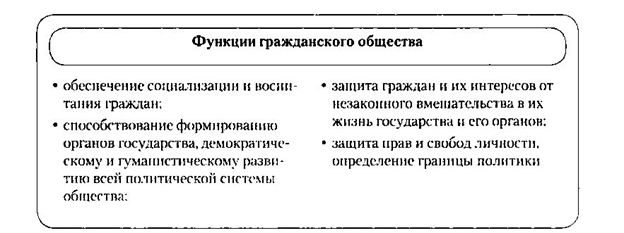 Функции гражданского общества
• обеспечение социализации и воспи-
тания граждан;
• способствование формированию
органов государства, демократиче-
скому и гуманистическому разви-
тию всей политической системы
общества;
• защита граждан и их интересов от
незаконного вмешательства в их
жизнь государства и его органов;
• защита прав и свобод личности,
определение границы политики